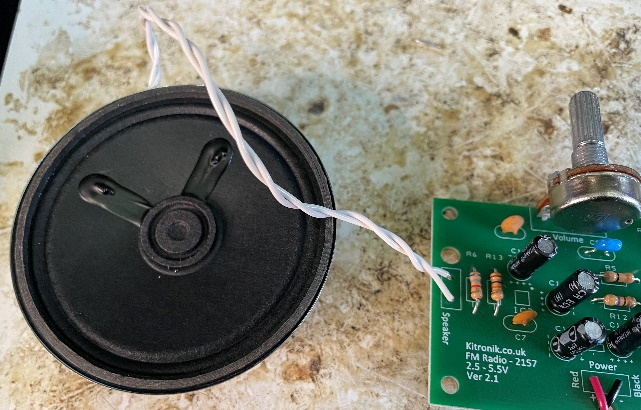 Volume
R6
R13
R5
R12
C7
Speaker
Kitronik.co.uk
FM Radio - 2157
2.5 - 5.5V
Ver 2.1
Power
Red
Black